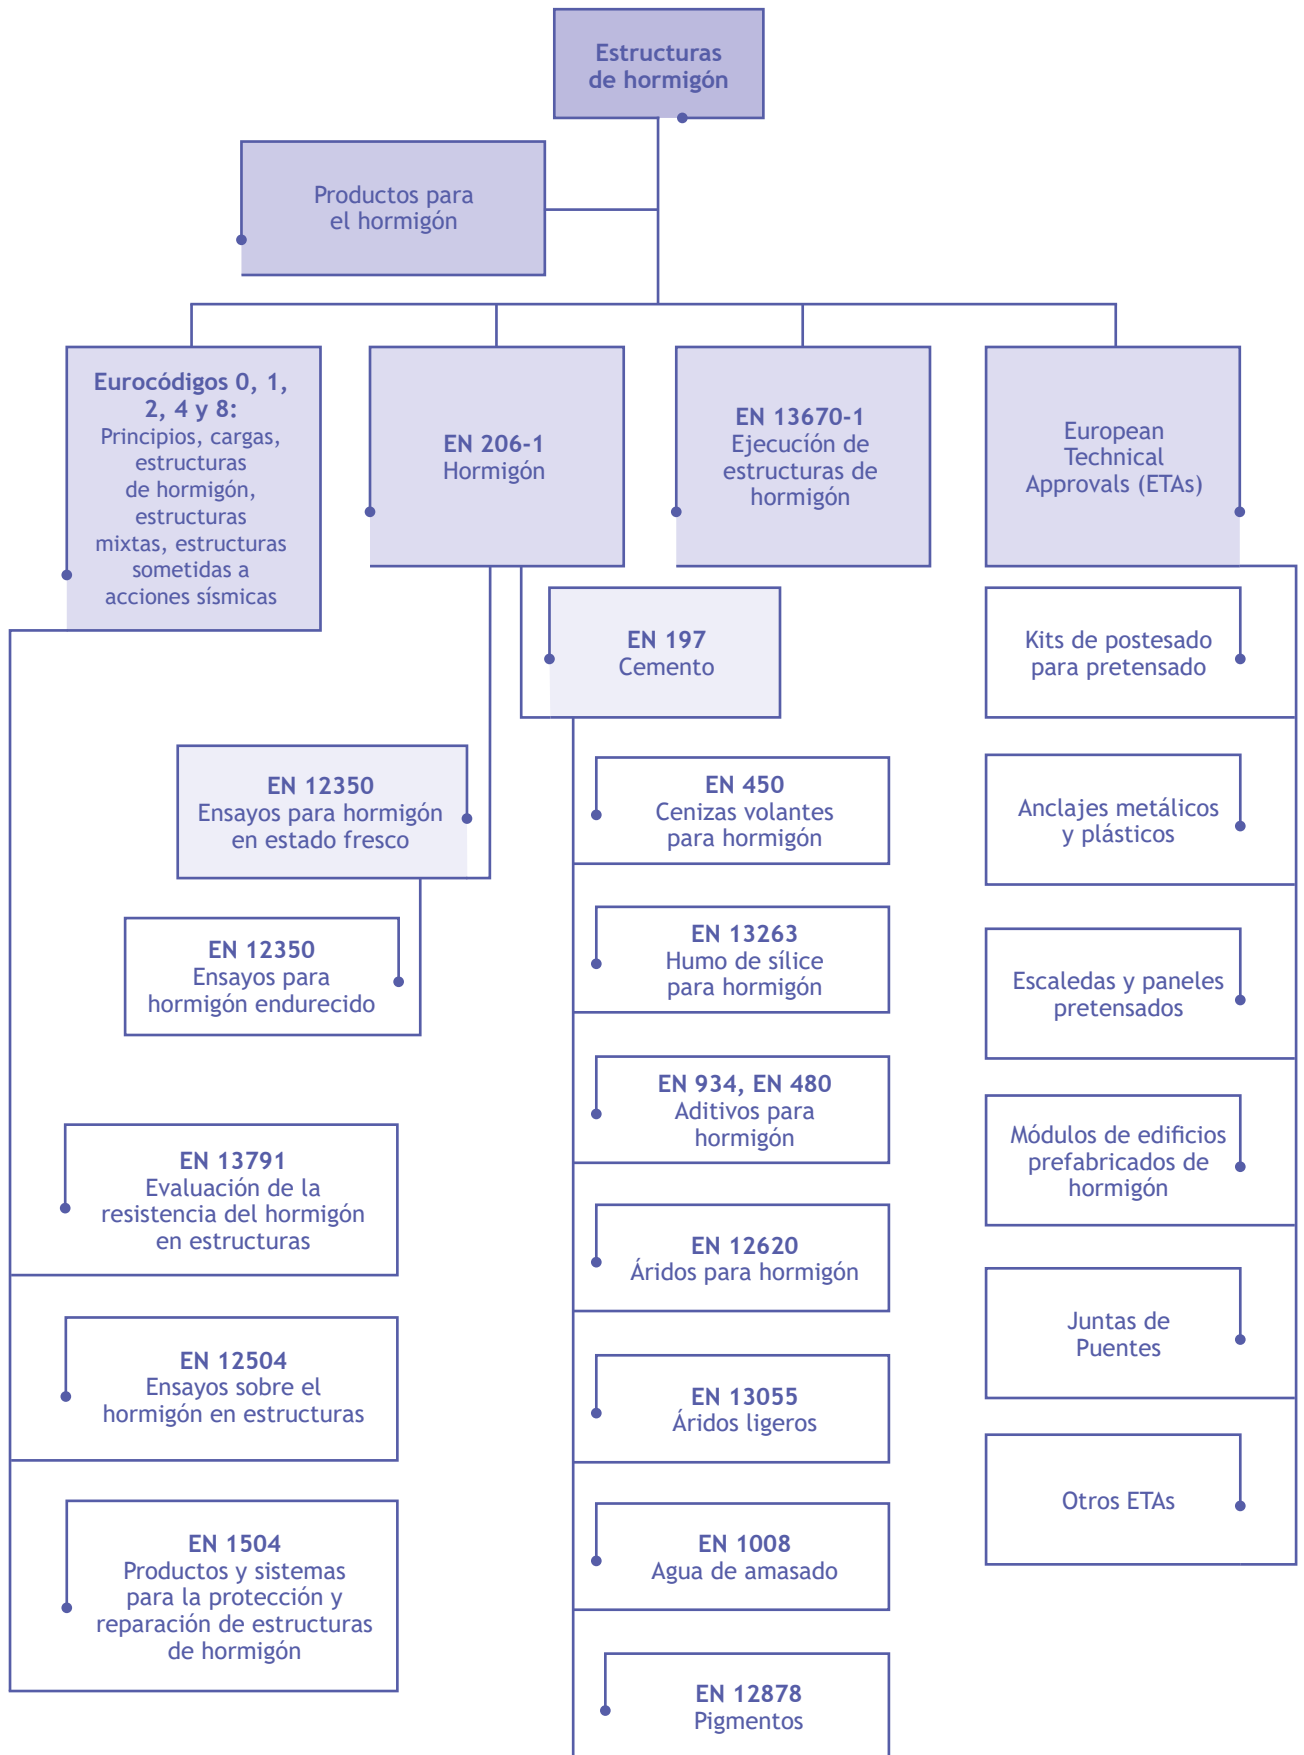 Estructuras
de hormigón
Productos para
el hormigón
Eurocódigos 0, 1,
2, 4 y 8:
Principios, cargas,
estructuras
de hormigón,
estructuras
mixtas, estructuras
sometidas a
acciones sísmicas
EN 206-1
Hormigón
EN 13670-1
Ejecucíón de
estructuras de
hormigón
European
Technical
Approvals (ETAs)
EN 197
Cemento
Kits de postesado
para pretensado
EN 12350
Ensayos para hormigón
en estado fresco
EN 450
Cenizas volantes
para hormigón
Anclajes metálicos
y plásticos
EN 12350
Ensayos para
hormigón endurecido
EN 13263
Humo de sílice
para hormigón
Escaledas y paneles
pretensados
EN 934, EN 480
Aditivos para
hormigón
Módulos de edificios
prefabricados de
hormigón
EN 13791
Evaluación de la
resistencia del hormigón
en estructuras
EN 12620
Áridos para hormigón
Juntas de
Puentes
EN 12504
Ensayos sobre el
hormigón en estructuras
EN 13055
Áridos ligeros
Otros ETAs
EN 1504
Productos y sistemas
para la protección y
reparación de estructuras
de hormigón
EN 1008
Agua de amasado
EN 12878
Pigmentos